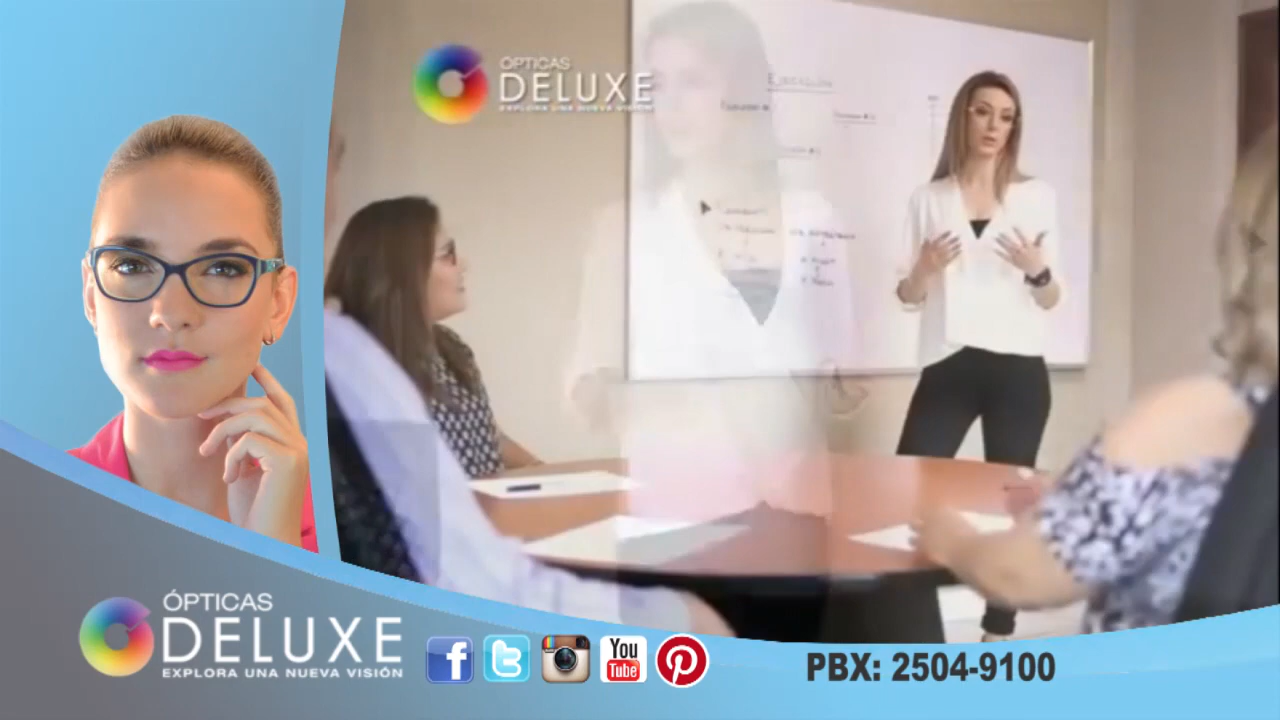 ÓPTICAS
DELUXE
EXPLORA UNA NUEVA VISIÓN
ÓPTICAS
DELUXE
EXPLORA UNA NUEVA VISIÓN
You
Tube
PBX: 2504-9100